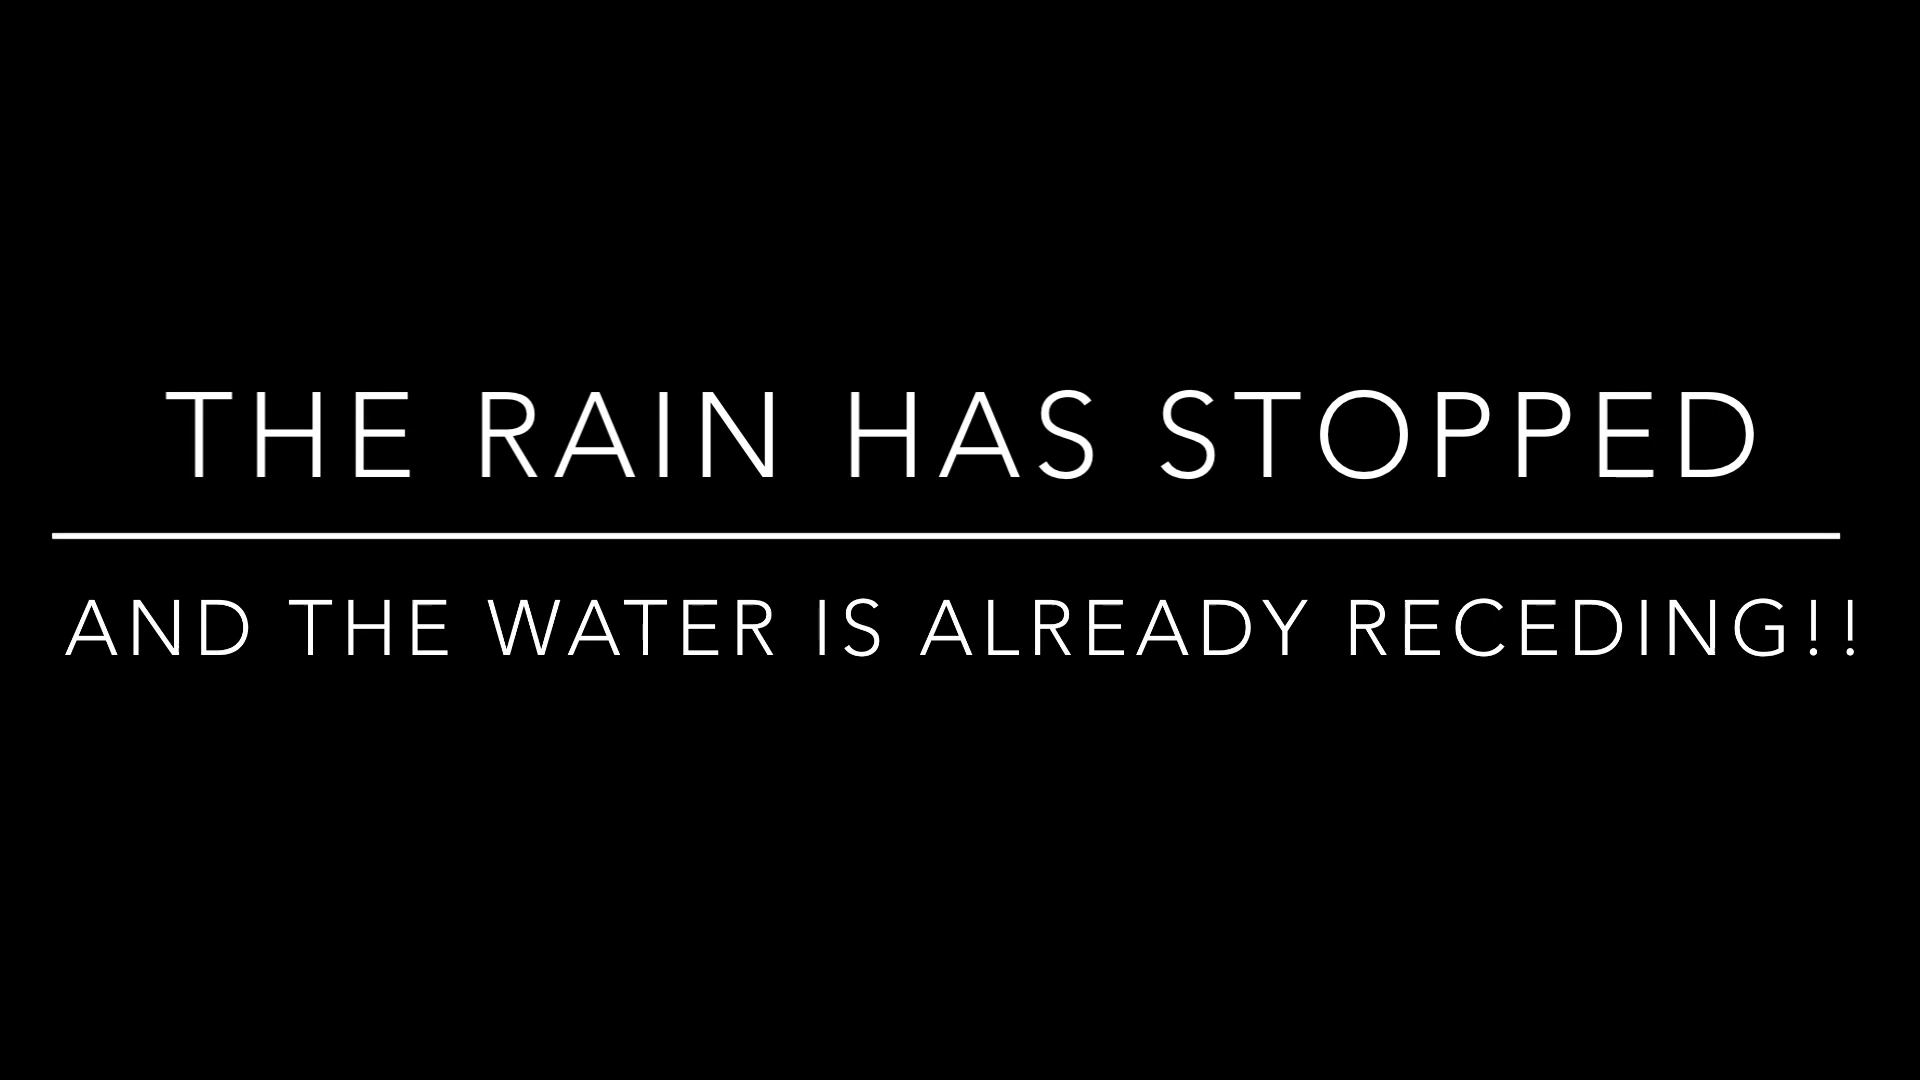 THE RAIN HAS STOPPED
AND THE WATER IS ALREADY RECEDING!!